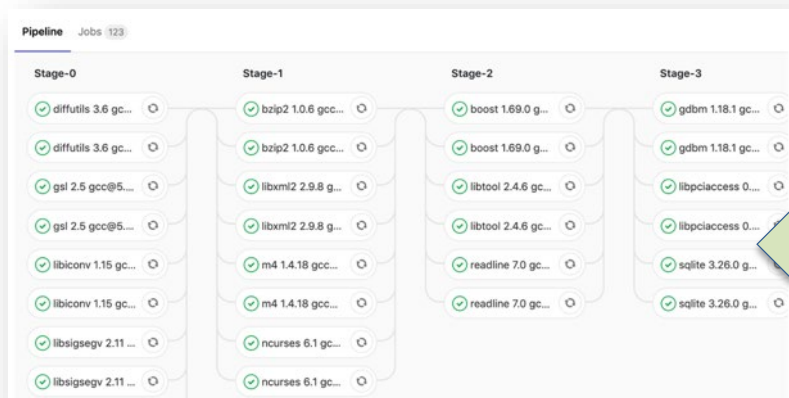 Pipeline Jobs 123
Stage-0 Stage-1 Stage-2 Stage-3
diffutils 3.6 gc... bzip2 1.0.6 gcc... boost 1.69.0 g... gdbm 1.18.1 gc...
diffutils 3.6 gc... bzip2 1.0.6 gcc... boost 1.69.0 g... gdbm 1.18.1 gc...
gsl 2.5 gcc@5.... libxml2 2.9.8 g... libtool 2.4.6 gc... libpciaccess 0....
gsl 2.5 gcc@5.... libxml2 2.9.8 g... libtool 2.4.6 gc... libpciaccess 0....
libiconv 1.15 gc... m4 1.4.18 gcc... readline 7.0 gc... sqlite 3.26.0 g...
libiconv 1.15 gc... m4 1.4.18 gcc... readline 7.0 gc... sqlite 3.26.0 g...
libsigsegv 2.11 ... ncurses 6.1 gc...
libsigsegv 2.11 ... ncurses 6.1 gc...